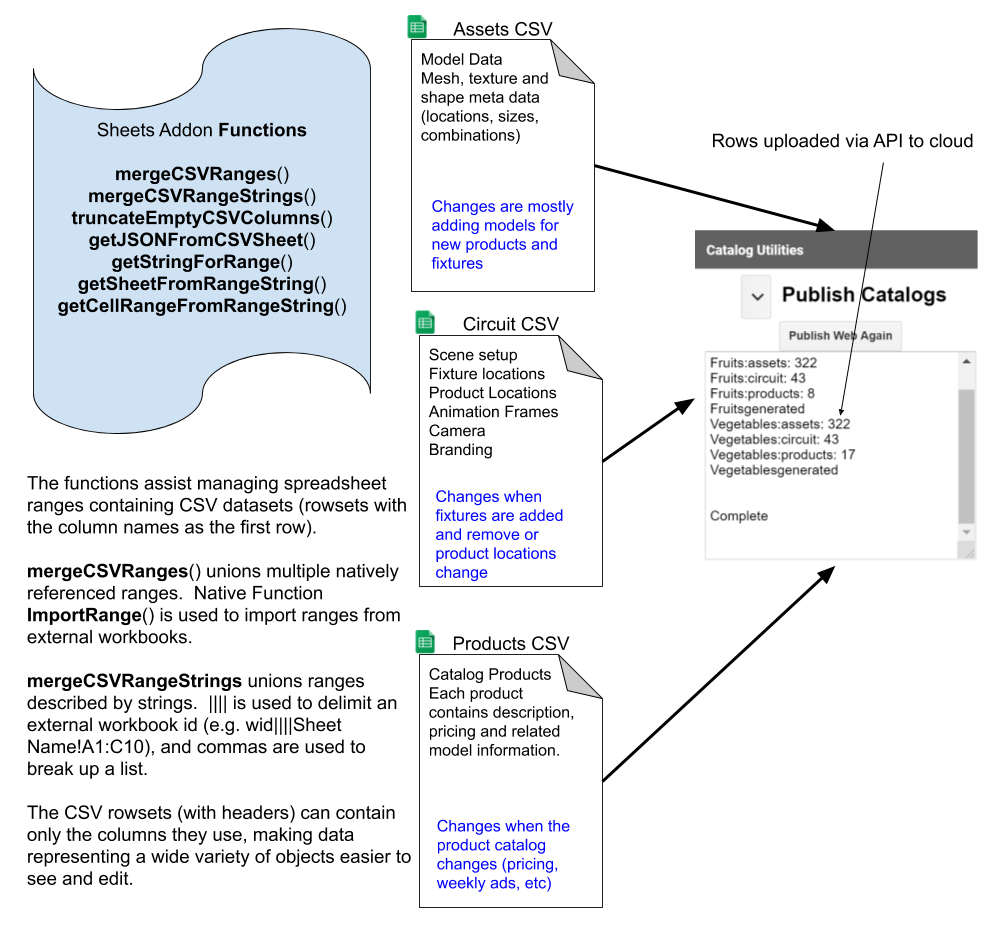 Sheets Addon Functions
mergeCSVRanges()
mergeCSVRangeStrings()
truncateEmptyCSVColumns()
getJSONFromCSVSheet()
getStringForRange()
getSheetFromRangeString()
getCellRangeFromRangeString()
The functions assist managing spreadsheet
ranges containing CSV datasets (rowsets with
the column names as the first row).
mergeCSVRanges() unions multiple natively
referenced ranges.  Native Function
ImportRange() is used to import ranges from
external workbooks.
mergeCSVRangeStrings unions ranges
described by strings.  |||| is used to delimit an
external workbook id (e.g. wid||||Sheet
Name!A1:C10), and commas are used to
break up a list.
The CSV rowsets (with headers) can contain
only the columns they use, making data
representing a wide variety of objects easier to
see and edit.
Assets CSV
Model Data
Mesh, texture and
shape meta data
(locations, sizes,
combinations)
Changes are mostly
adding models for
new products and
fixtures
Circuit CSV
Scene setup
Fixture locations
Product Locations
Animation Frames
Camera
Branding
Changes when
fixtures are added
and remove or
product locations
change
Products CSV
Catalog Products
Each product
contains description,
pricing and related
model information.
Changes when the
product catalog
changes (pricing,
weekly ads, etc)
Rows uploaded via API to cloud
Catalog Utilities
Publish Catalogs
Publish Web Again
Fruits:assets: 322
Fruits:circuit: 43
Fruits:products: 8
Fruitsgenerated
Vegetables:assets: 322
Vegetables:circuit: 43
Vegetables:products: 17
Vegetablesgenerated
Complete